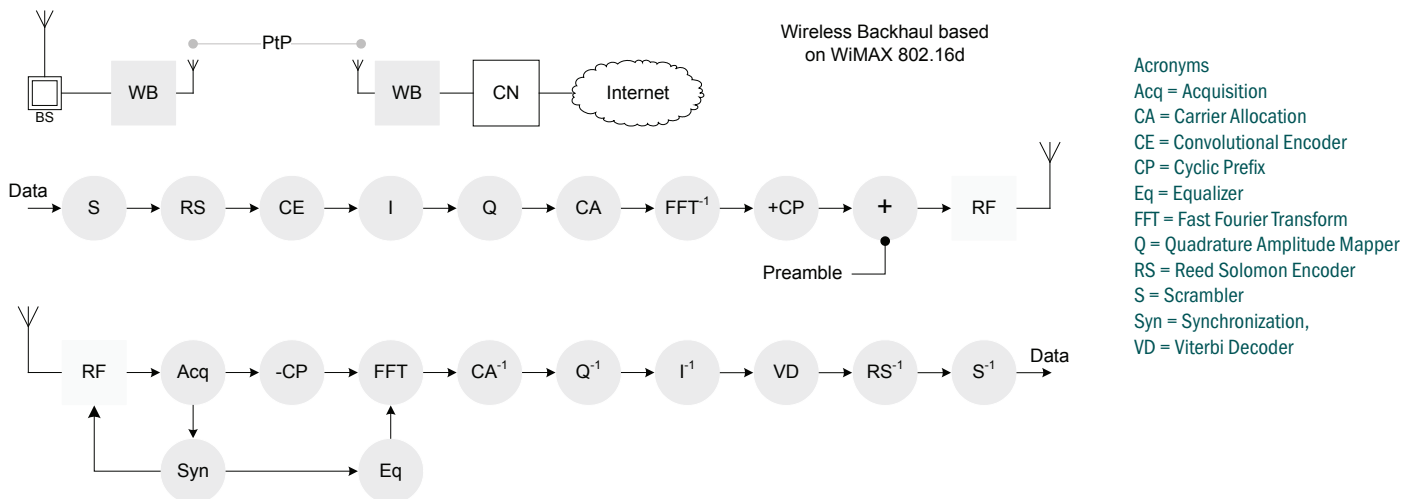 PtP
Wireless Backhaul based
on WiMAX 802.16d
WB
WB
CN
Internet
BS
Data
S
RS
CE
I
Q
CA
FFT-1
+CP
+
RF
Preamble
RF
Acq
-CP
FFT
CA-1
Q-1
I-1
VD
RS-1
S-1
Data
Syn
Eq
Acronyms
Acq = Acquisition
CA = Carrier Allocation
CE = Convolutional Encoder
CP = Cyclic Prefix
Eq = Equalizer
FFT = Fast Fourier Transform
Q = Quadrature Amplitude Mapper
RS = Reed Solomon Encoder
S = Scrambler
Syn = Synchronization,
VD = Viterbi Decoder